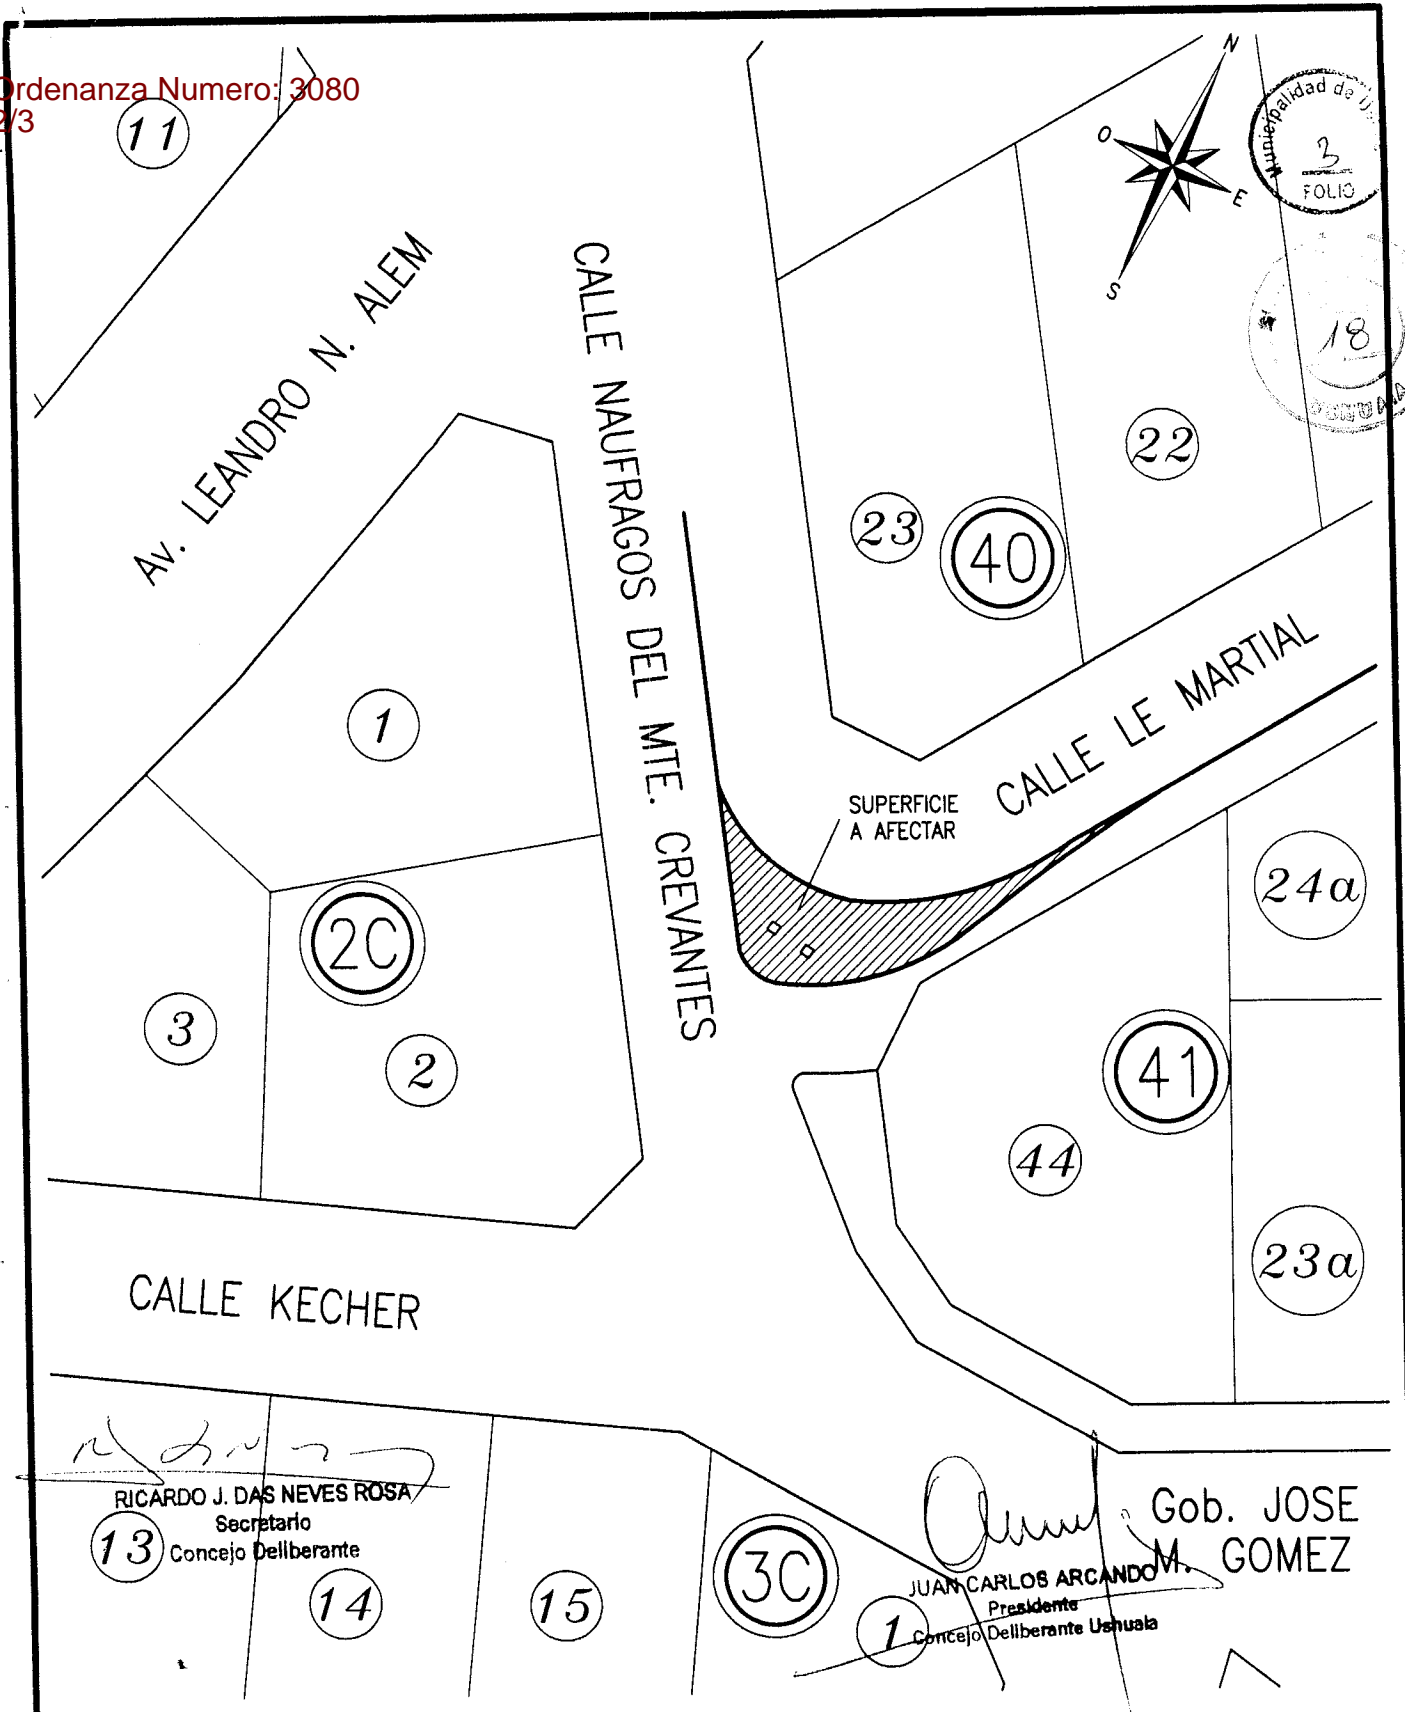 Ordenanza Numero: 3080
2/3
11
N
O
E
S
Municipalidad de
3
FOLIO
18
Av. LEANDRO N. ALEM
CALLE NAUFRAGOS DEL MTE. CREVANTES
22
23
40
CALLE LE MARTIAL
1
SUPERFICIE
A AFECTAR
24a
2C
3
2
41
44
23a
CALLE KECHER
RICARDO J. DAS NEVES ROSA
Secretario
Concejo Deliberante
13
14
15
3C
Gob. JOSE
M. GOMEZ
JUAN CARLOS ARCANDO
Presidente
Concejo Deliberante Ushuaia
1